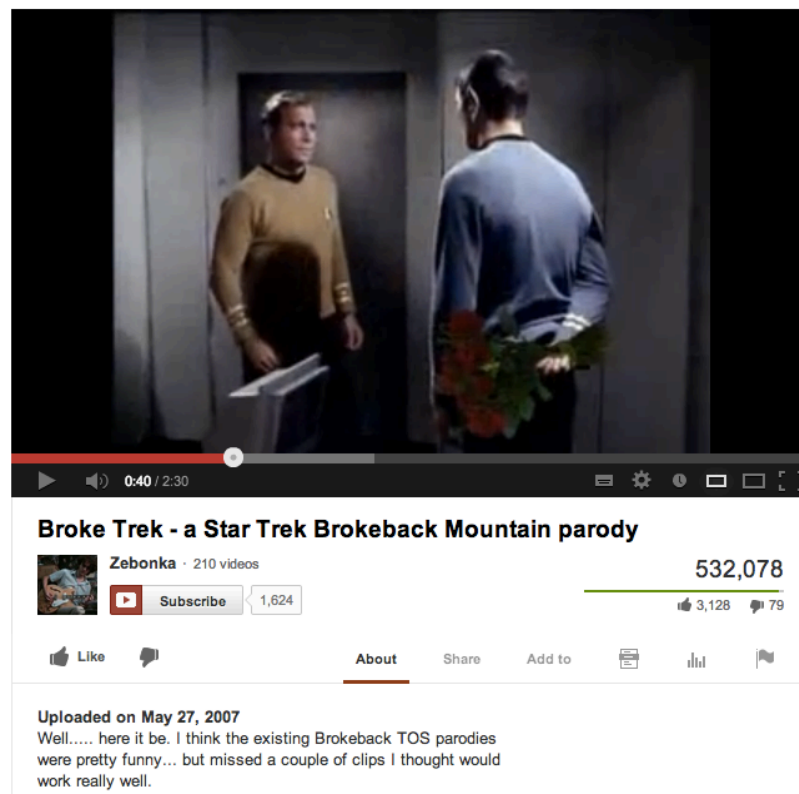 0:40 / 2:30
Broke Trek - a Star Trek Brokeback Mountain parody
Zebonka · 210 videos
532,078
Subscribe 1,624
3,128 79
Like
About Share Add to
Uploaded on May 27, 2007
Well..... here it be. I think the existing Brokeback TOS parodies
were pretty funny... but missed a couple of clips I thought would
work really well.